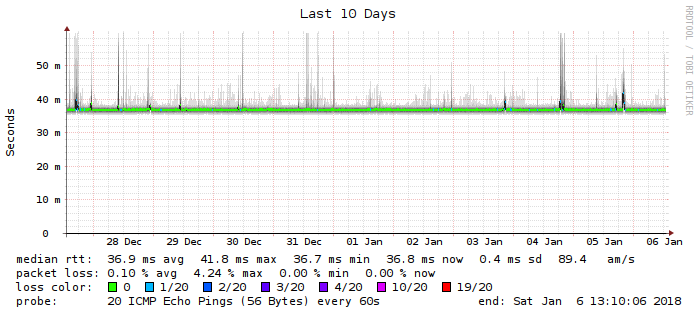 Last 10 Days
RRDTOOL / TOBI OETIKER
Seconds
50 m
40 m
30 m
20 m
10 m
0
28 Dec 29 Dec 30 Dec 31 Dec 01 Jan 02 Jan 03 Jan 04 Jan 05 Jan 06 Jan
median rtt: 36.9 ms avg 41.8 ms max 36.7 ms min 36.8 ms now 0.4 ms sd 89.4 am/s
packet loss: 0.10 % avg 4.24 % max 0.00 % min 0.00 % now
loss color: 0 1/20 2/20 3/20 4/20 10/20 19/20
probe: 20 ICMP Echo Pings (56 Bytes) every 60s end: Sat Jan 6 13:10:06 2018